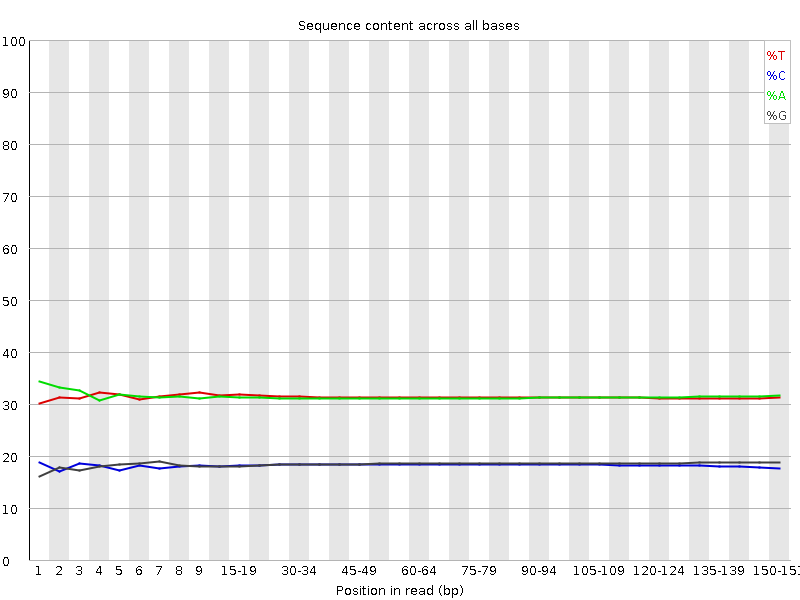 Sequence content across all bases
100
90
80
70
60
50
40
30
20
10
0
%T
%C
%A
%G
1 2 3 4 5 6 7 8 9 15-19 30-34 45-49 60-64 75-79 90-94 105-109 120-124 135-139 150-151
Position in read (bp)